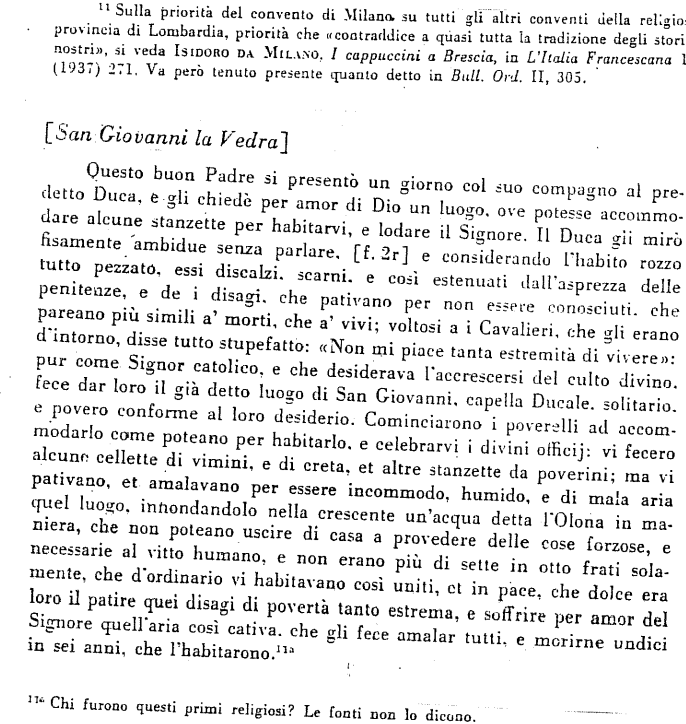 ¹¹ Sulla priorità del convento di Milano su tutti gli altri conventi della religio
provincia di Lombardia, priorità che «contraddice a quasi tutta la tradizione degli stori
nostri», si veda ISIDORO DA MILANO, I cappuccini a Brescia, in L'Italia Francescana 1
(1937) 271. Va però tenuto presente quanto detto in Bull. Ord. II, 305.
[San Giovanni la Vedra]
Questo buon Padre si presentò un giorno col suo compagno al pre-
detto Duca, e gli chiedè per amor di Dio un luogo, ove potesse accommo-
dare alcune stanzette per habitarvi, e lodare il Signore. Il Duca gii mirò
fisamente ambidue senza parlare, [f. 2r] e considerando l'habito rozzo
tutto pezzato, essi discalzi, scarni, e così estenuati dall'asprezza delle
penitenze, e de i disagi, che pativano per non essere conosciuti, che
pareano più simili a' morti, che a' vivi; voltosi a i Cavalieri, che gli erano
d'intorno, disse tutto stupefatto: «Non mi piace tanta estremità di vivere»:
pur come Signor catolico, e che desiderava l'accrescersi del culto divino,
fece dar loro il già detto luogo di San Giovanni, capella Ducale, solitario,
e povero conforme al loro desiderio. Cominciarono i poverelli ad accom-
modarlo come poteano per habitarlo, e celebrarvi i divini officij: vi fecero
alcune cellette di vimini, e di creta, et altre stanzette da poverini; ma vi
pativano, et amalavano per essere incommodo, humido, e di mala aria
quel luogo, innondandolo nella crescente un'acqua detta l'Olona in ma-
niera, che non poteano uscire di casa a provedere delle cose forzose, e
necessarie al vitto humano, e non erano più di sette in otto frati sola-
mente, che d'ordinario vi habitavano così uniti, et in pace, che dolce era
loro il patire quei disagi di povertà tanto estrema, e soffrire per amor del
Signore quell'aria così cativa, che gli fece amalar tutti, e morirne undici
in sei anni, che l'habitarono.¹¹ᵃ
¹¹ᵃ Chi furono questi primi religiosi? Le fonti non lo dicono.